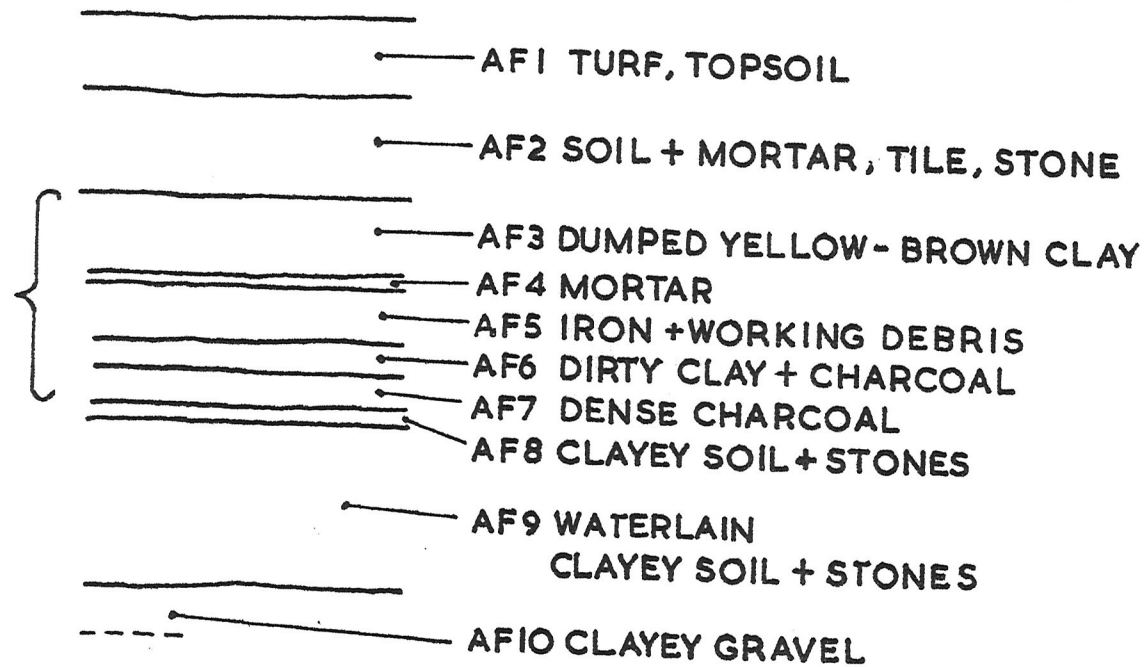 AF1 TURF, TOPSOIL
AF2 SOIL + MORTAR, TILE, STONE
AF3 DUMPED YELLOW-BROWN CLAY
AF4 MORTAR
AF5 IRON + WORKING DEBRIS
AF6 DIRTY CLAY + CHARCOAL
AF7 DENSE CHARCOAL
AF8 CLAYEY SOIL + STONES
AF9 WATERLAIN
CLAYEY SOIL + STONES
AF10 CLAYEY GRAVEL